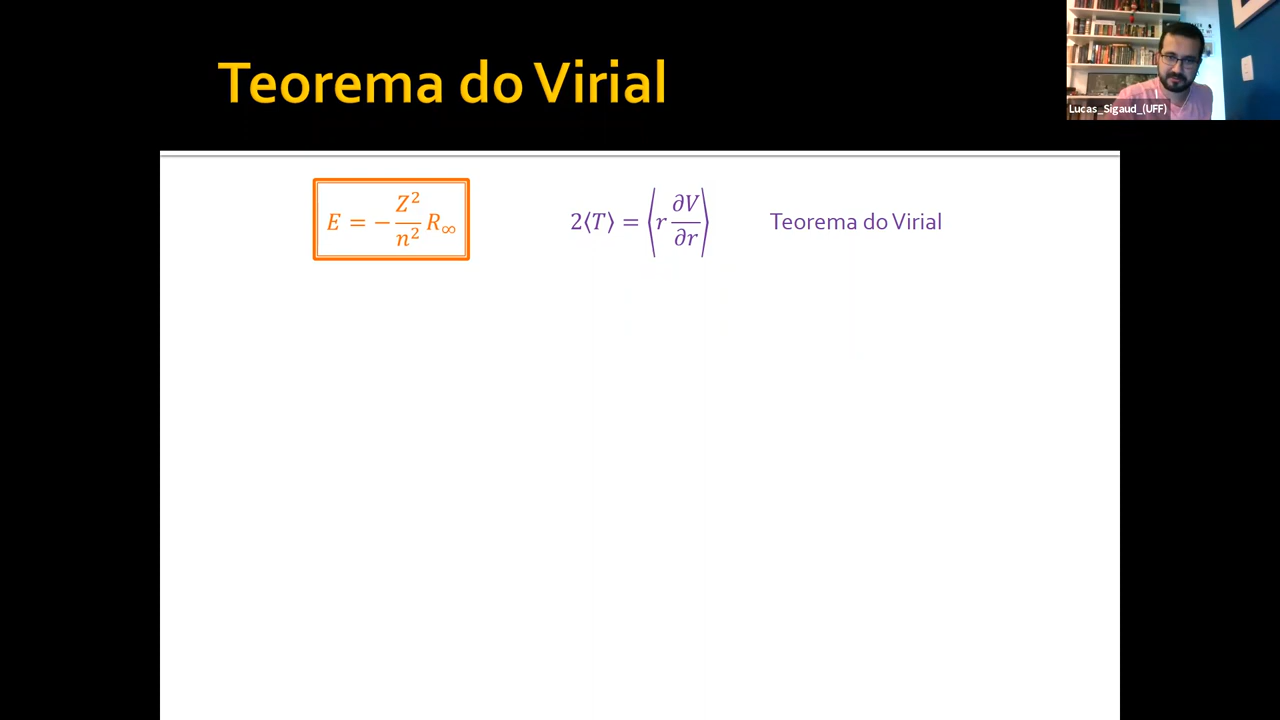 Teorema do Virial
Lucas_Sigaud_(UFF)
E = −Z²/n² R∞
2⟨T⟩ = ⟨r ∂V/∂r⟩
Teorema do Virial